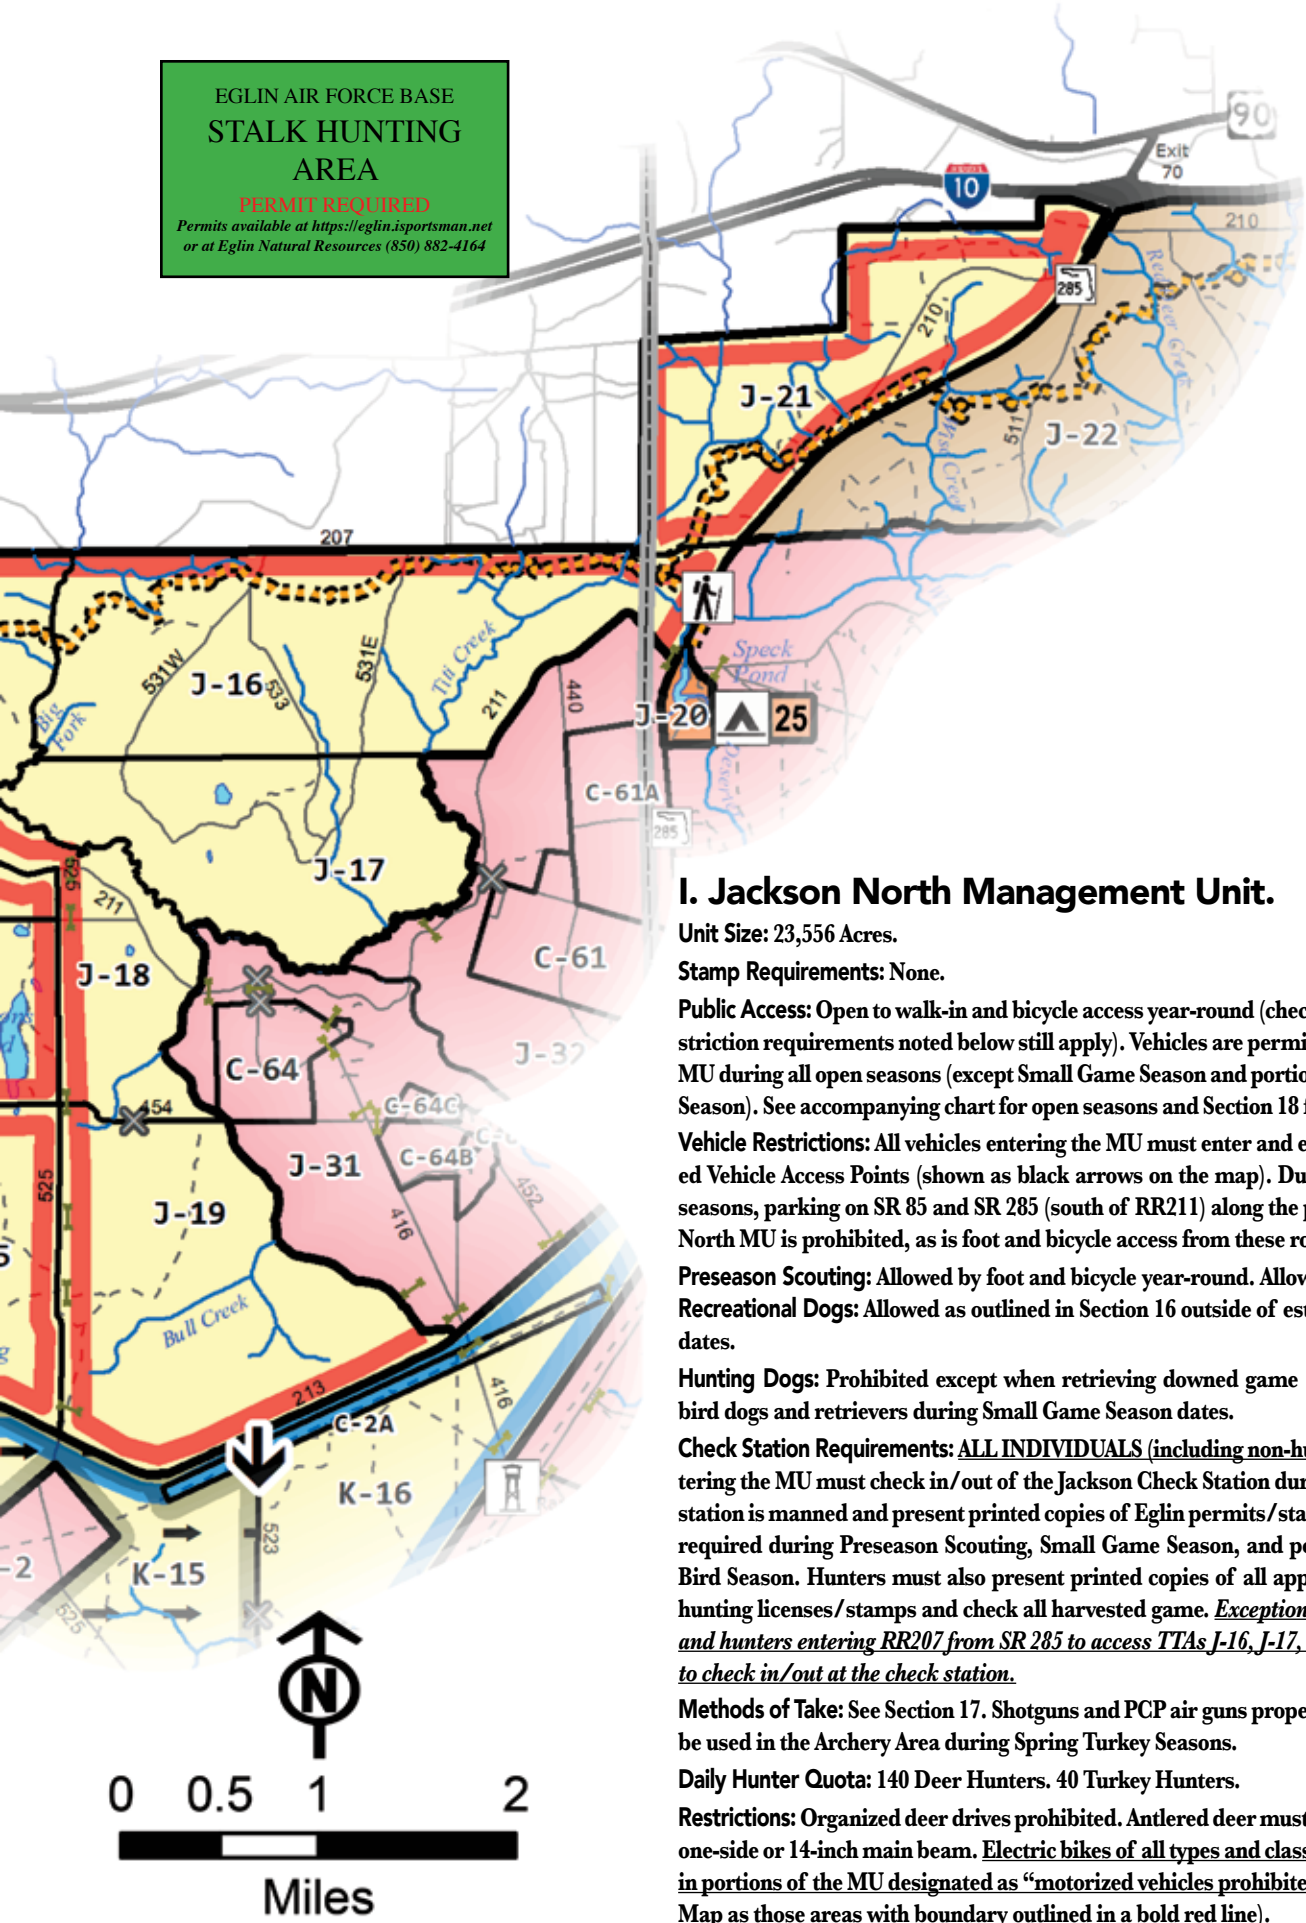 EGLIN AIR FORCE BASE
STALK HUNTING
AREA
PERMIT REQUIRED
Permits available at https://eglin.isportsman.net
or at Eglin Natural Resources (850) 882-4164
90
Exit
70
10
210
285
Red Deer Creek
210
J-21
J-22
511
Wise Creek
207
Speck
Pond
J-16
531W
533
531E
Titi Creek
211
440
J-20
25
Big
Fork
C-61A
285
J-17
525
211
J-18
C-61
C-64
J-32
454
C-64C
C-64B
J-31
452
525
J-19
416
Bull Creek
213
C-2A
416
K-16
523
-2
K-15
525
N
0 0.5 1 2
Miles
I. Jackson North Management Unit.
Unit Size: 23,556 Acres.
Stamp Requirements: None.
Public Access: Open to walk-in and bicycle access year-round (chec
striction requirements noted below still apply). Vehicles are permi
MU during all open seasons (except Small Game Season and portio
Season). See accompanying chart for open seasons and Section 18 f
Vehicle Restrictions: All vehicles entering the MU must enter and e
ed Vehicle Access Points (shown as black arrows on the map). Du
seasons, parking on SR 85 and SR 285 (south of RR211) along the p
North MU is prohibited, as is foot and bicycle access from these ro
Preseason Scouting: Allowed by foot and bicycle year-round. Allow
Recreational Dogs: Allowed as outlined in Section 16 outside of est
dates.
Hunting Dogs: Prohibited except when retrieving downed game
bird dogs and retrievers during Small Game Season dates.
Check Station Requirements: ALL INDIVIDUALS (including non-hu
tering the MU must check in/out of the Jackson Check Station dur
station is manned and present printed copies of Eglin permits/sta
required during Preseason Scouting, Small Game Season, and po
Bird Season. Hunters must also present printed copies of all app
hunting licenses/stamps and check all harvested game. Exception
and hunters entering RR207 from SR 285 to access TTAs J-16, J-17,
to check in/out at the check station.
Methods of Take: See Section 17. Shotguns and PCP air guns prope
be used in the Archery Area during Spring Turkey Seasons.
Daily Hunter Quota: 140 Deer Hunters. 40 Turkey Hunters.
Restrictions: Organized deer drives prohibited. Antlered deer must
one-side or 14-inch main beam. Electric bikes of all types and class
in portions of the MU designated as “motorized vehicles prohibite
Map as those areas with boundary outlined in a bold red line).